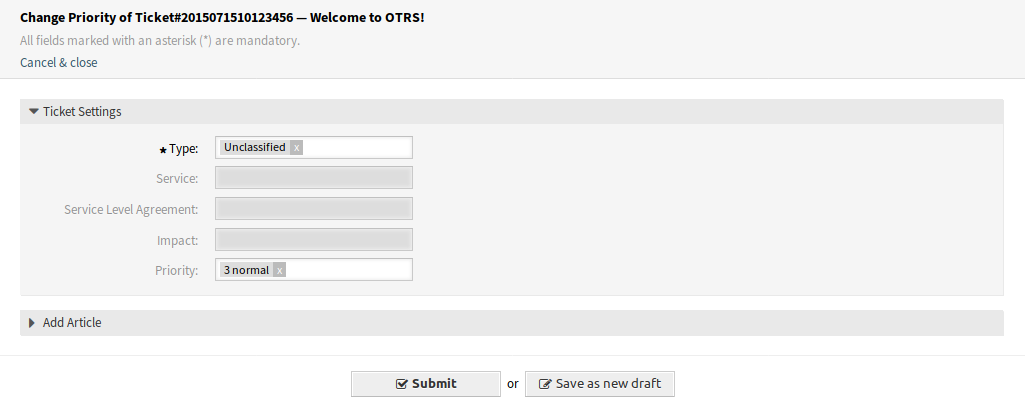 Change Priority of Ticket#2015071510123456 — Welcome to OTRS!
All fields marked with an asterisk (*) are mandatory.
Cancel & close
Ticket Settings
★ Type: Unclassified x
Service:
Service Level Agreement:
Impact:
Priority: 3 normal x
Add Article
Submit or Save as new draft